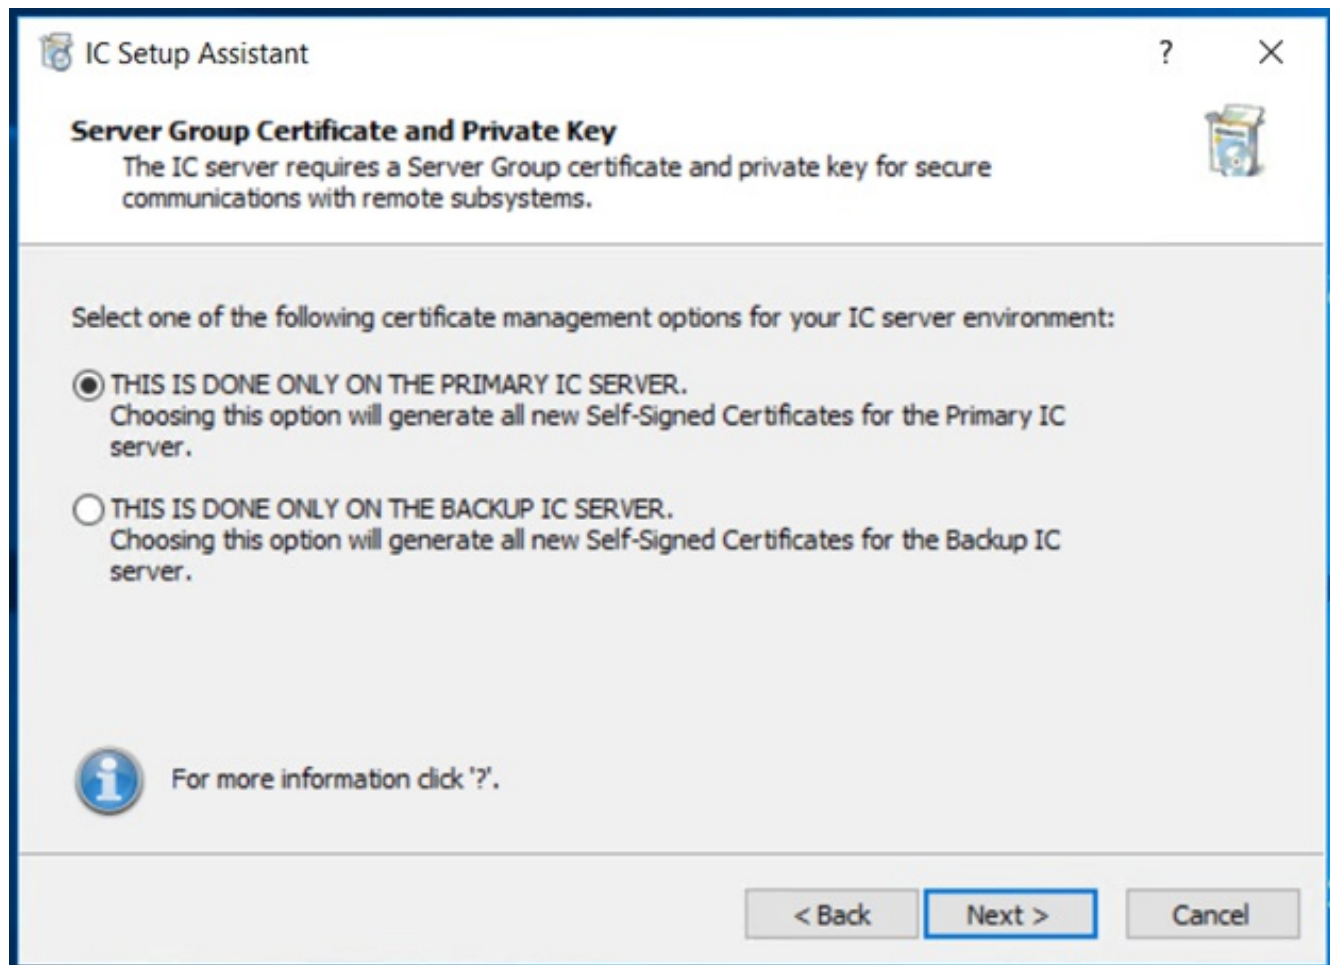 IC Setup Assistant
?
Server Group Certificate and Private Key
The IC server requires a Server Group certificate and private key for secure
communications with remote subsystems.
Select one of the following certificate management options for your IC server environment:
THIS IS DONE ONLY ON THE PRIMARY IC SERVER.
Choosing this option will generate all new Self-Signed Certificates for the Primary IC
server.
THIS IS DONE ONLY ON THE BACKUP IC SERVER.
Choosing this option will generate all new Self-Signed Certificates for the Backup IC
server.
For more information click '?'.
< Back Next > Cancel